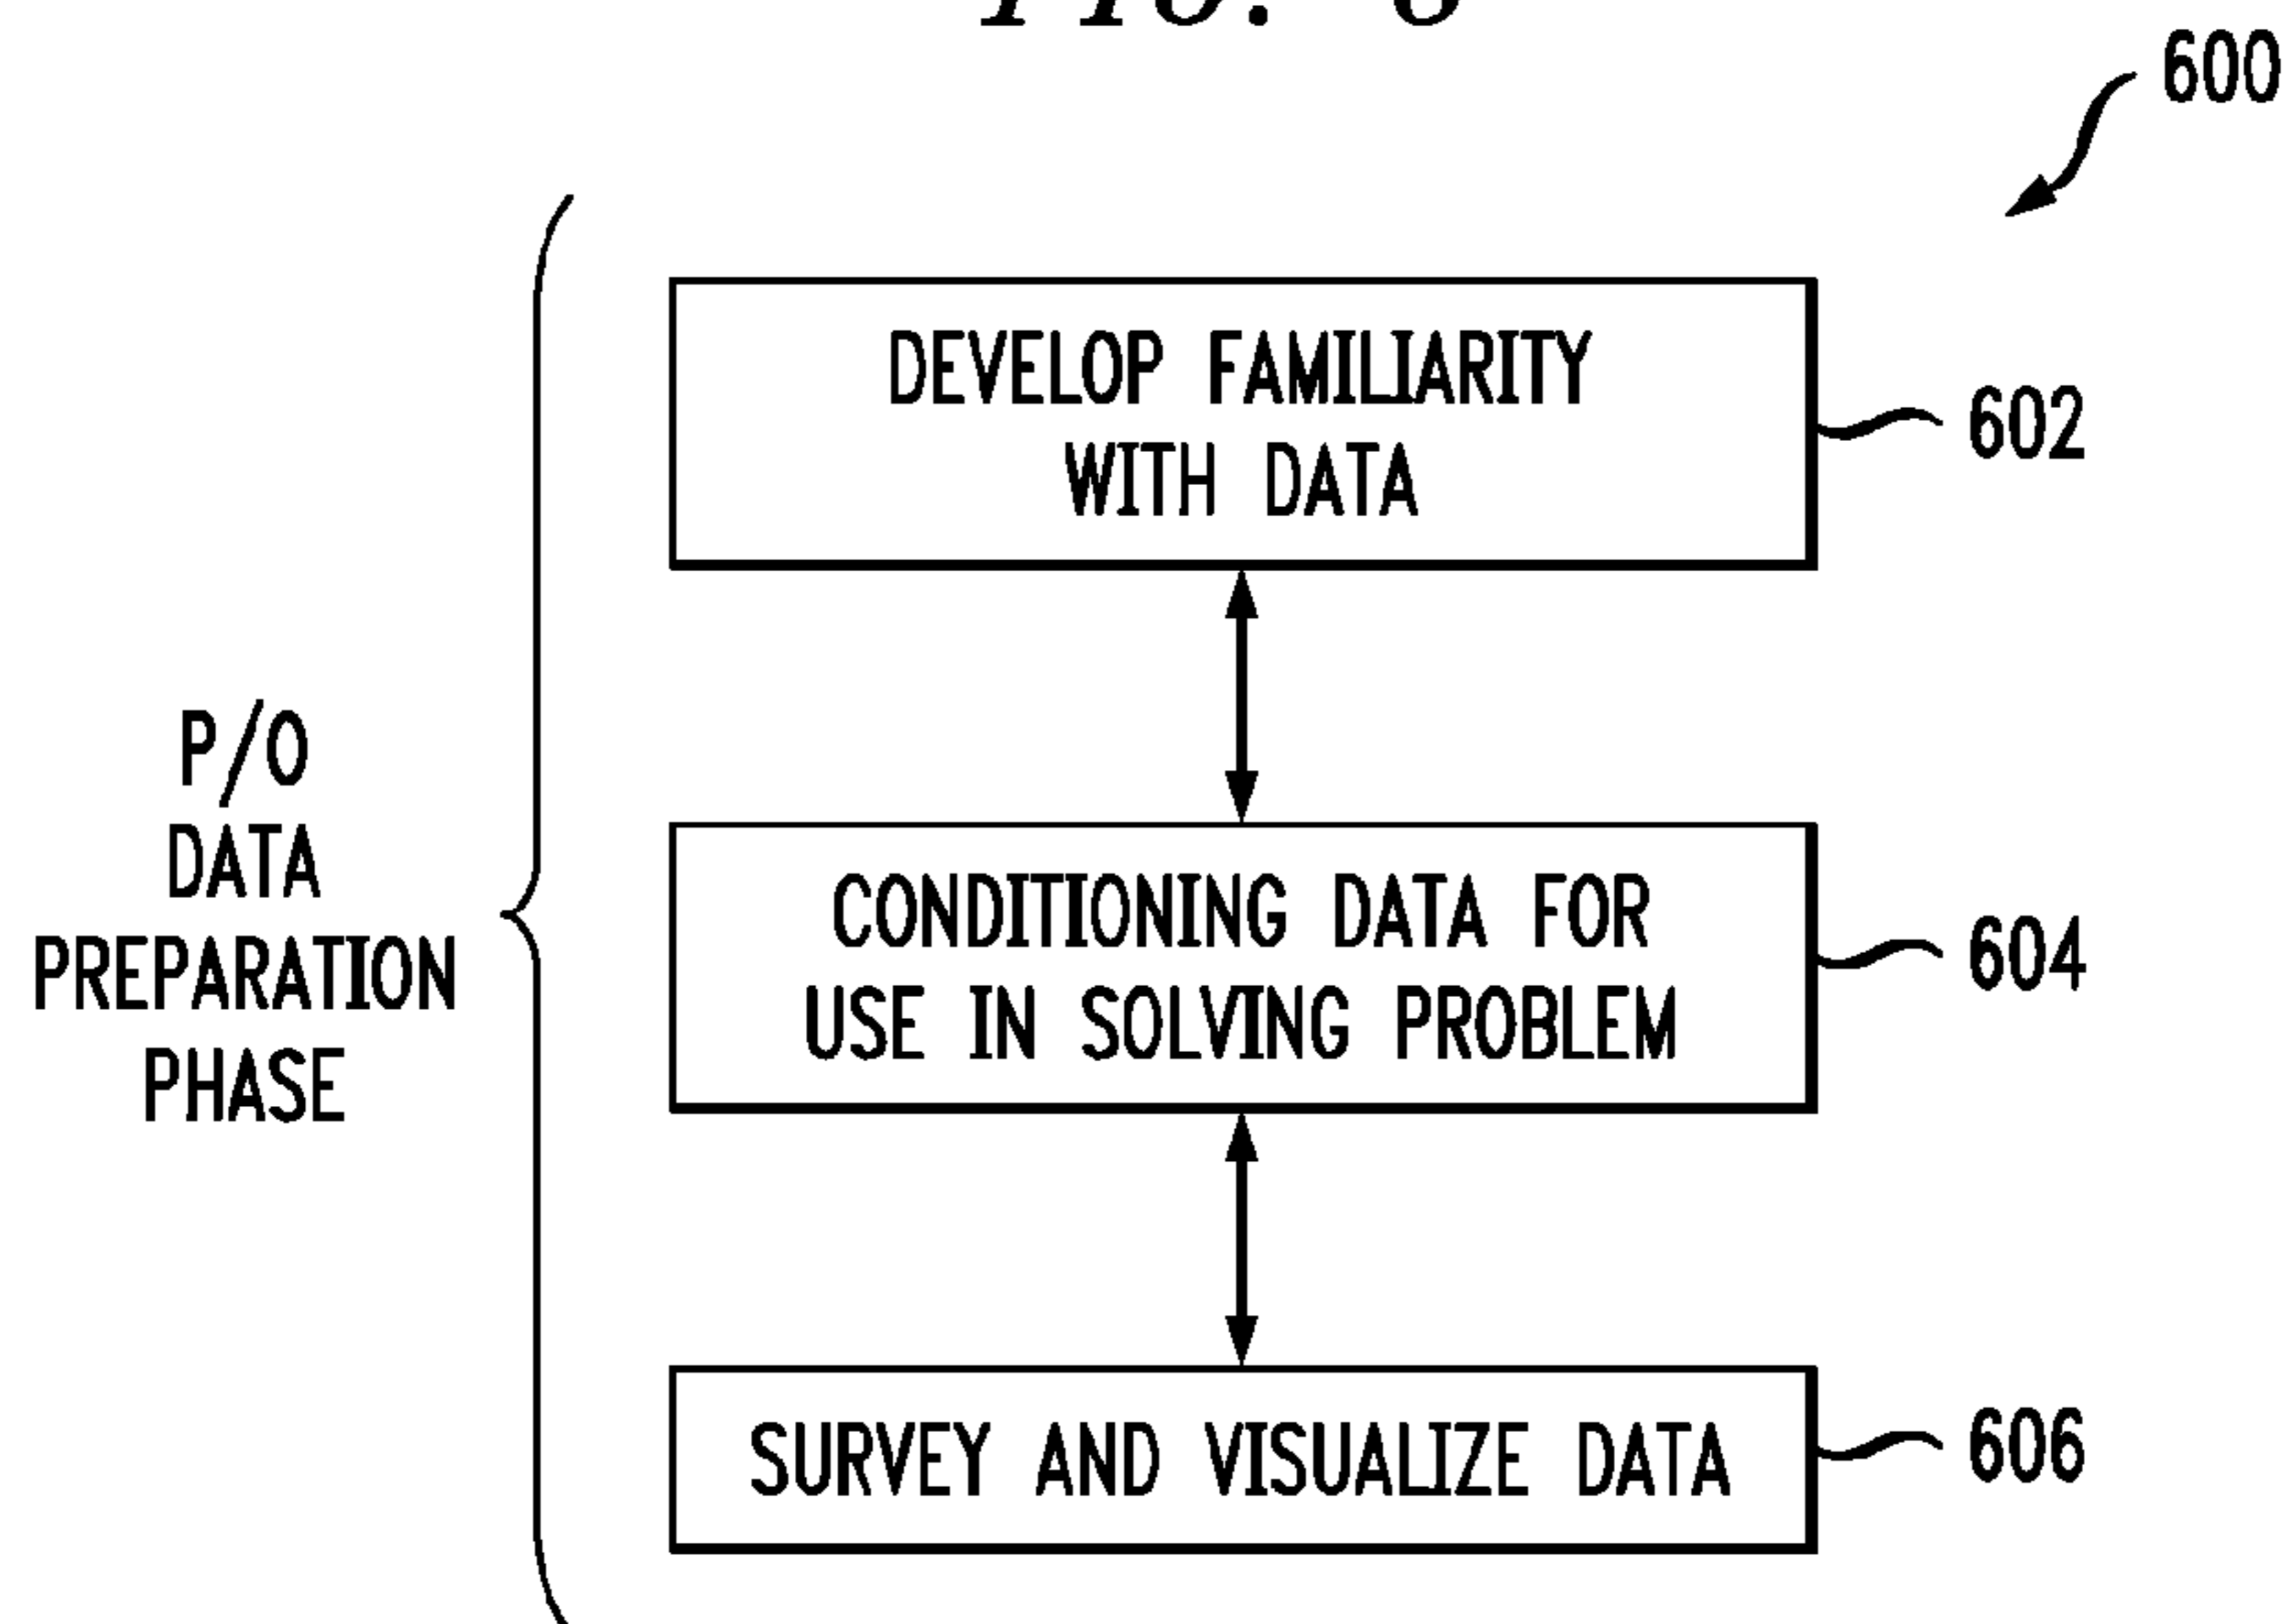 600
DEVELOP FAMILIARITY
WITH DATA
602
P/O
DATA
PREPARATION
PHASE
CONDITIONING DATA FOR
USE IN SOLVING PROBLEM
604
SURVEY AND VISUALIZE DATA
606